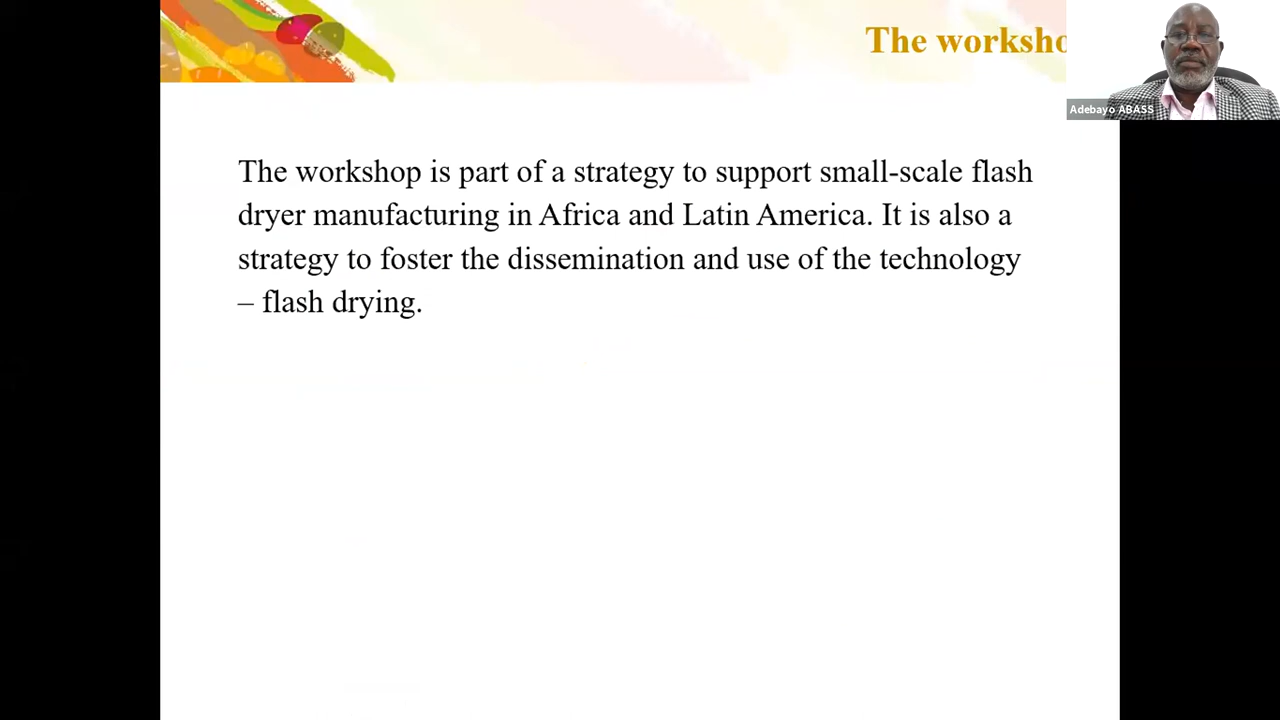 The worksho
Adebayo ABASS
The workshop is part of a strategy to support small-scale flash
dryer manufacturing in Africa and Latin America. It is also a
strategy to foster the dissemination and use of the technology
– flash drying.